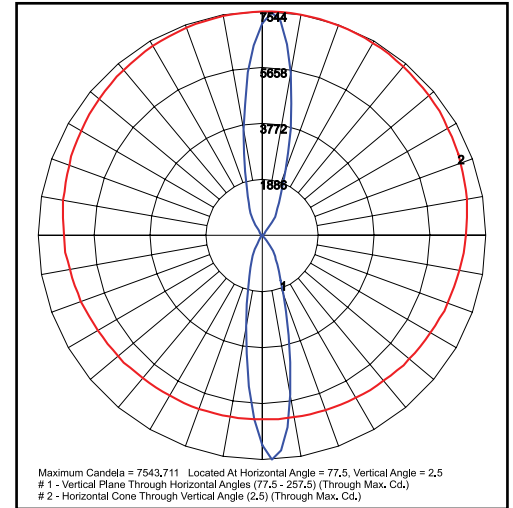 7544
5658
3772
2
1886
1
Maximum Candela = 7543.711 Located At Horizontal Angle = 77.5, Vertical Angle = 2.5
# 1 - Vertical Plane Through Horizontal Angles (77.5 - 257.5) (Through Max. Cd.)
# 2 - Horizontal Cone Through Vertical Angle (2.5) (Through Max. Cd.)